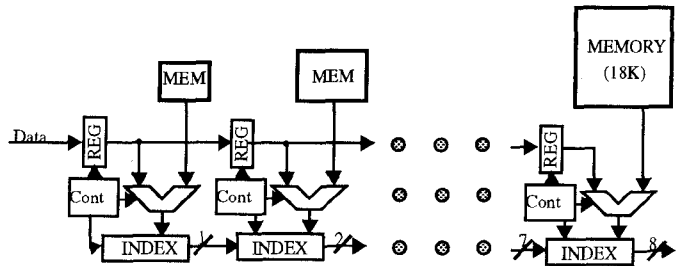 MEM
MEM
MEMORY
(18K)
Data
REG
REG
REG
Cont
Cont
Cont
INDEX
1
INDEX
2
7
INDEX
8